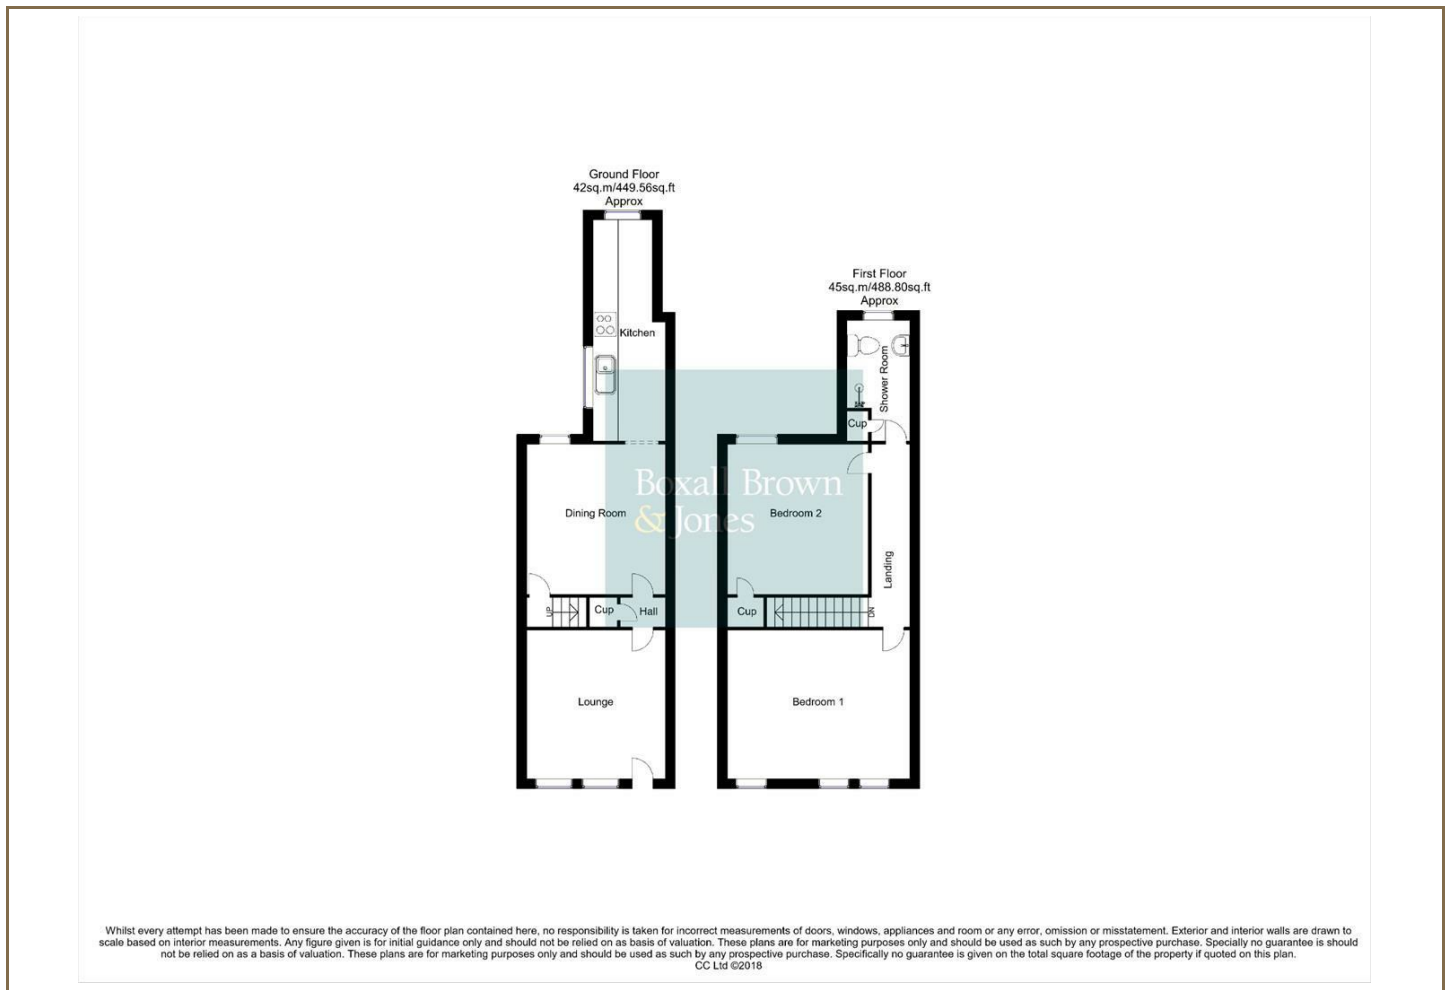 Ground Floor
42sq.m/449.56sq.ft
Approx
Kitchen
Dining Room
UP
Cup
Hall
Lounge
First Floor
45sq.m/488.80sq.ft
Approx
Shower Room
Cup
Bedroom 2
Landing
Cup
DN
Bedroom 1
Boxall Brown
& Jones
Whilst every attempt has been made to ensure the accuracy of the floor plan contained here, no responsibility is taken for incorrect measurements of doors, windows, appliances and room or any error, omission or misstatement. Exterior and interior walls are drawn to
scale based on interior measurements. Any figure given is for initial guidance only and should not be relied on as basis of valuation. These plans are for marketing purposes only and should be used as such by any prospective purchase. Specially no guarantee is should
not be relied on as a basis of valuation. These plans are for marketing purposes only and should be used as such by any prospective purchase. Specifically no guarantee is given on the total square footage of the property if quoted on this plan.
CC Ltd ©2018